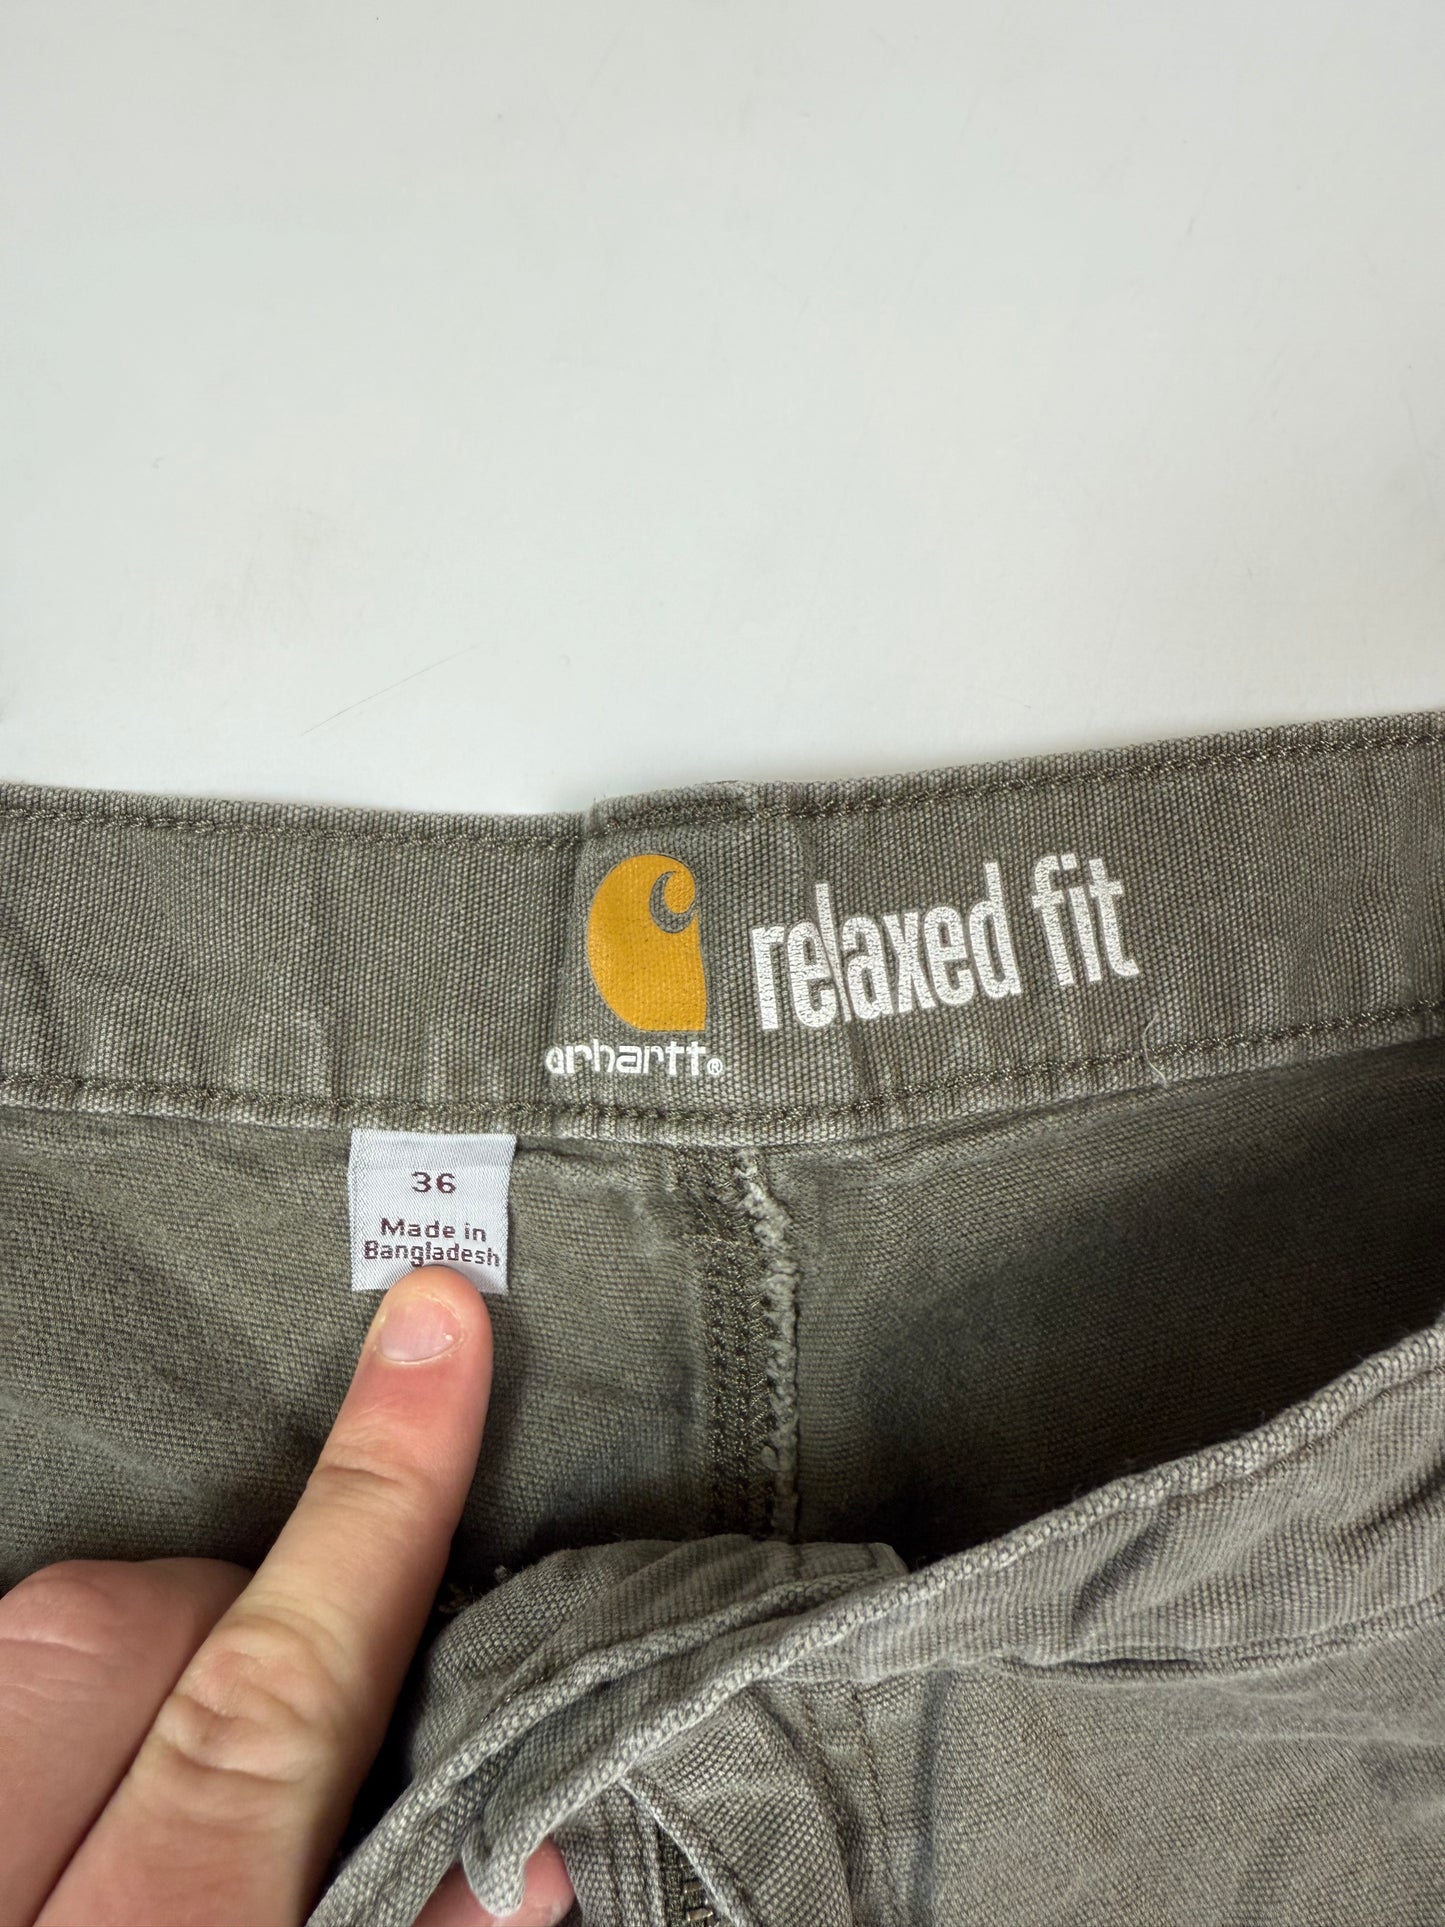 relaxed fit
arhartt®
36
Made in
Bangladesh